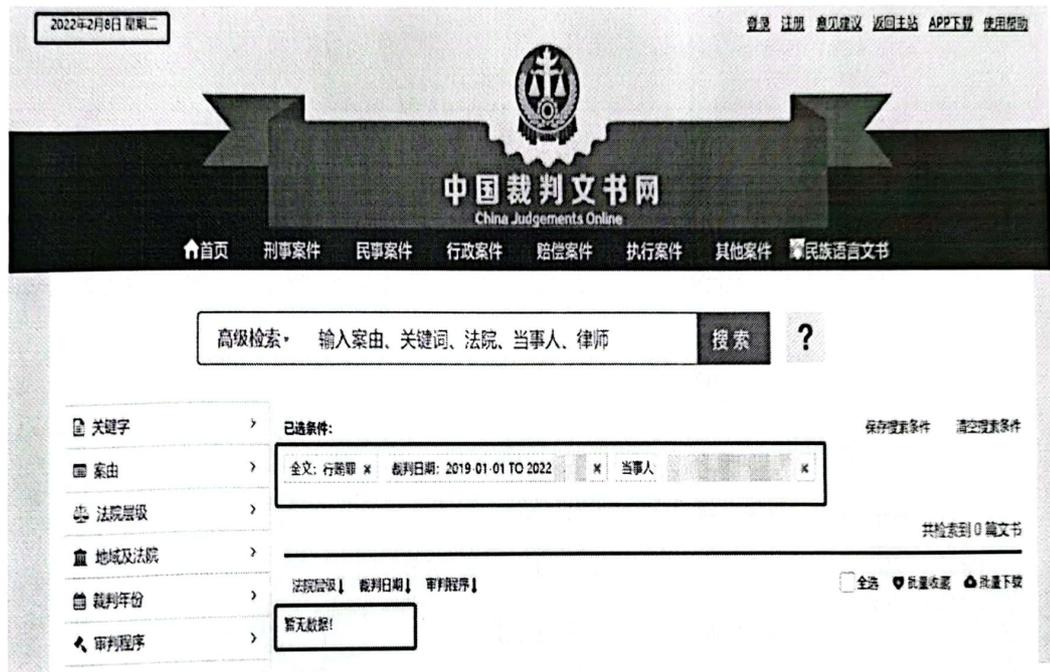 2022年2月8日 星期二
登录 注册 意见建议 返回主站 APP下载 使用帮助
中国裁判文书网
China Judgements Online
首页 刑事案件 民事案件 行政案件 赔偿案件 执行案件 其他案件 民族语言文书
高级检索 输入案由、关键词、法院、当事人、律师 搜索 ?
关键字
案由
法院层级
地域及法院
裁判年份
审判程序
已选条件:
保存搜索条件 清空搜索条件
全文：行贿罪 × 裁判日期：2019-01-01 TO 2022 × 当事人 ×
共检索到 0 篇文书
法院层级 裁判日期 审判程序
全选 批量收藏 批量下载
暂无数据!